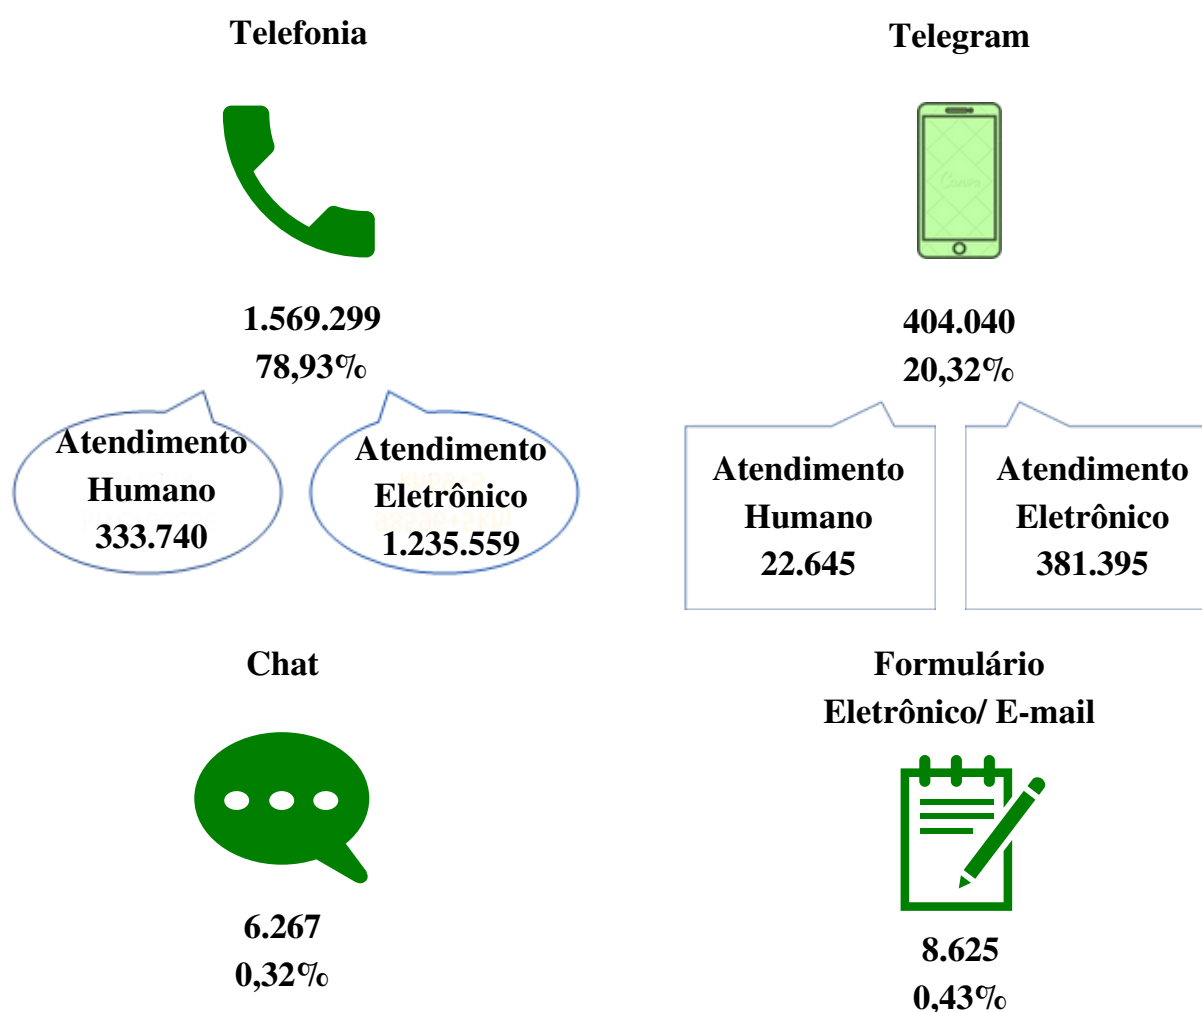 Telefonia
1.569.299
78,93%
Atendimento
Humano
333.740
Atendimento
Eletrônico
1.235.559
Telegram
Canva
404.040
20,32%
Atendimento
Humano
22.645
Atendimento
Eletrônico
381.395
Chat
6.267
0,32%
Formulário
Eletrônico/ E-mail
8.625
0,43%